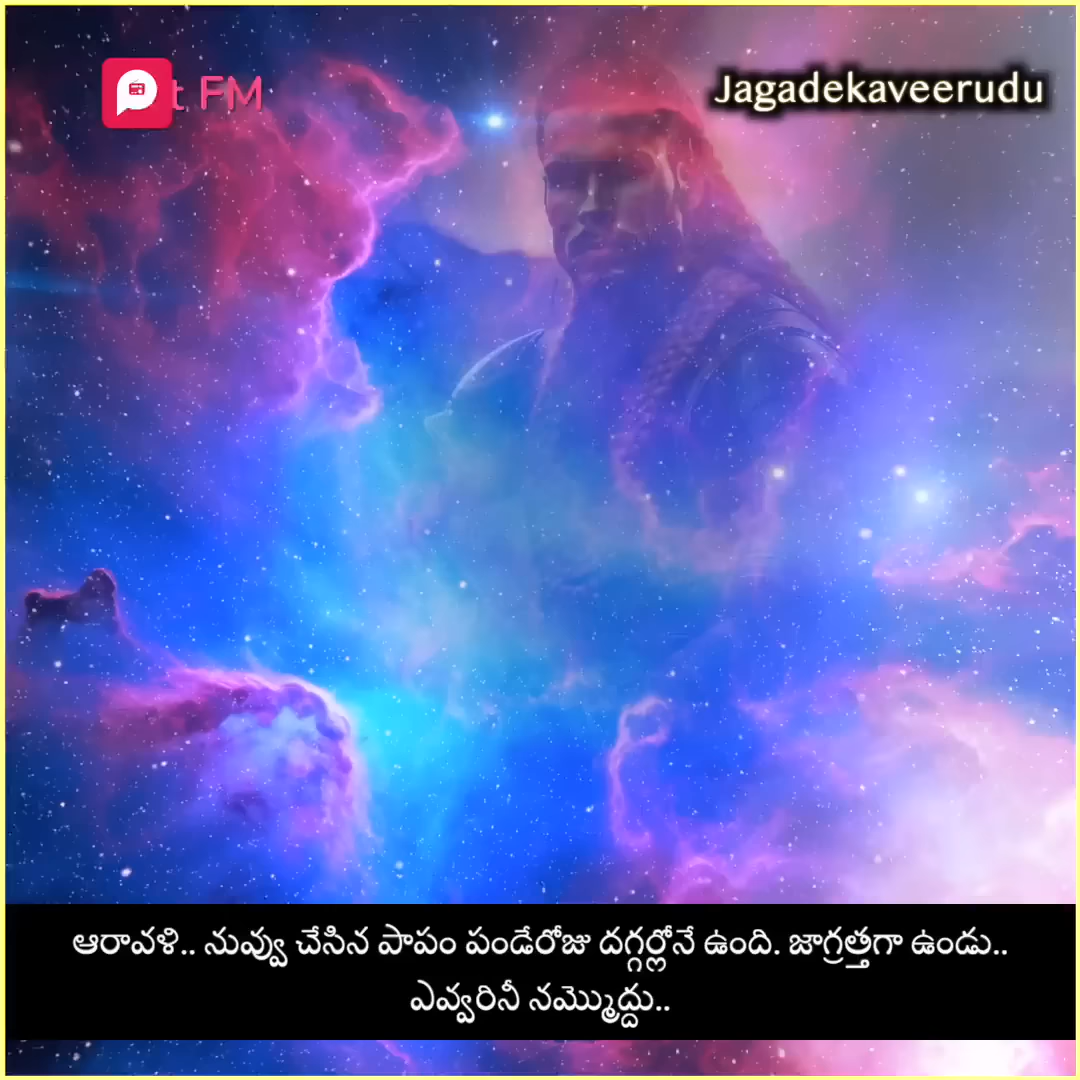 t FM
Jagadekaveerudu
ఆరావళి.. నువ్వు చేసిన పాపం పండేరోజు దగ్గర్లోనే ఉంది. జాగ్రత్తగా ఉండు..
ఎవ్వరినీ నమ్మొద్దు..